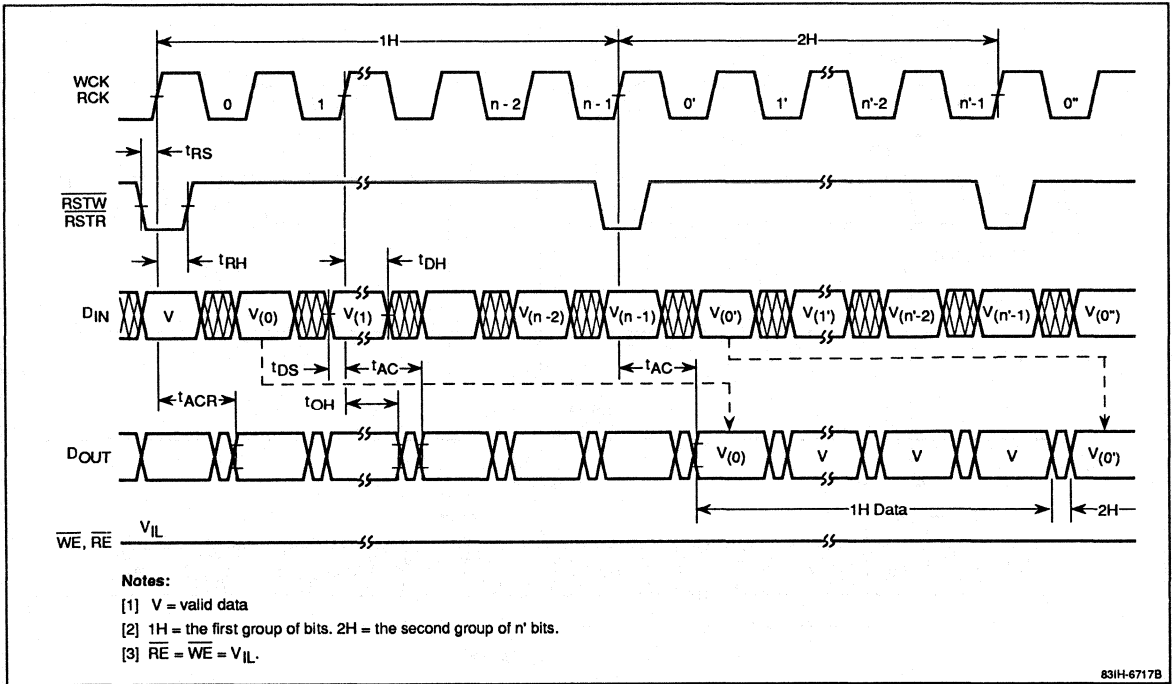 1H 2H
WCK
RCK
0 1 n - 2 n - 1 0' 1' n'-2 n'-1 0"
tRS
RSTW
RSTR
tRH tDH
DIN V V(0) V(1) V(n - 2) V(n - 1) V(0') V(1') V(n'-2) V(n'-1) V(0")
tDS tAC tAC
tACR tOH
DOUT V(0) V V V V(0')
1H Data 2H
WE, RE VIL
Notes:
[1] V = valid data
[2] 1H = the first group of bits. 2H = the second group of n' bits.
[3] RE = WE = VIL.
83IH-6717B